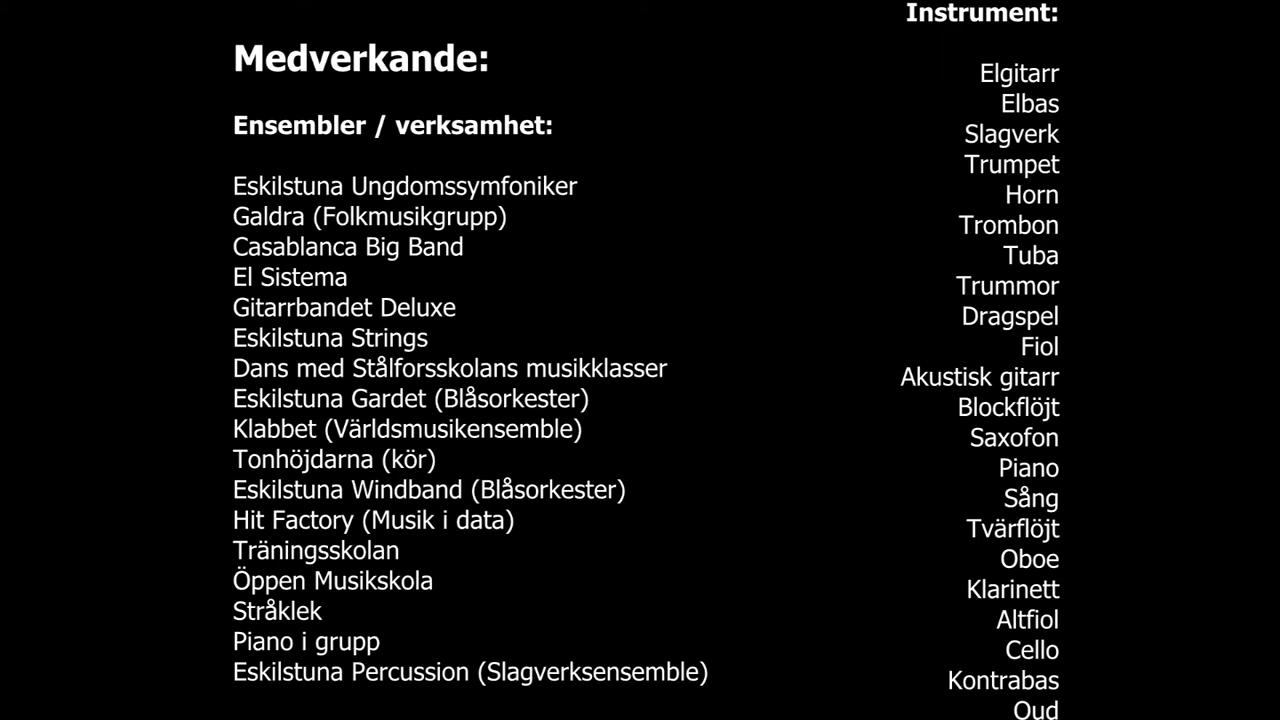 Medverkande:
Ensembler / verksamhet:
Eskilstuna Ungdomssymfoniker
Galdra (Folkmusikgrupp)
Casablanca Big Band
El Sistema
Gitarrbandet Deluxe
Eskilstuna Strings
Dans med Stålforsskolans musikklasser
Eskilstuna Gardet (Blåsorkester)
Klabbet (Världsmusikensemble)
Tonhöjdarna (kör)
Eskilstuna Windband (Blåsorkester)
Hit Factory (Musik i data)
Träningsskolan
Öppen Musikskola
Stråklek
Piano i grupp
Eskilstuna Percussion (Slagverksensemble)
Instrument:
Elgitarr
Elbas
Slagverk
Trumpet
Horn
Trombon
Tuba
Trummor
Dragspel
Fiol
Akustisk gitarr
Blockflöjt
Saxofon
Piano
Sång
Tvärflöjt
Oboe
Klarinett
Altfiol
Cello
Kontrabas
Oud